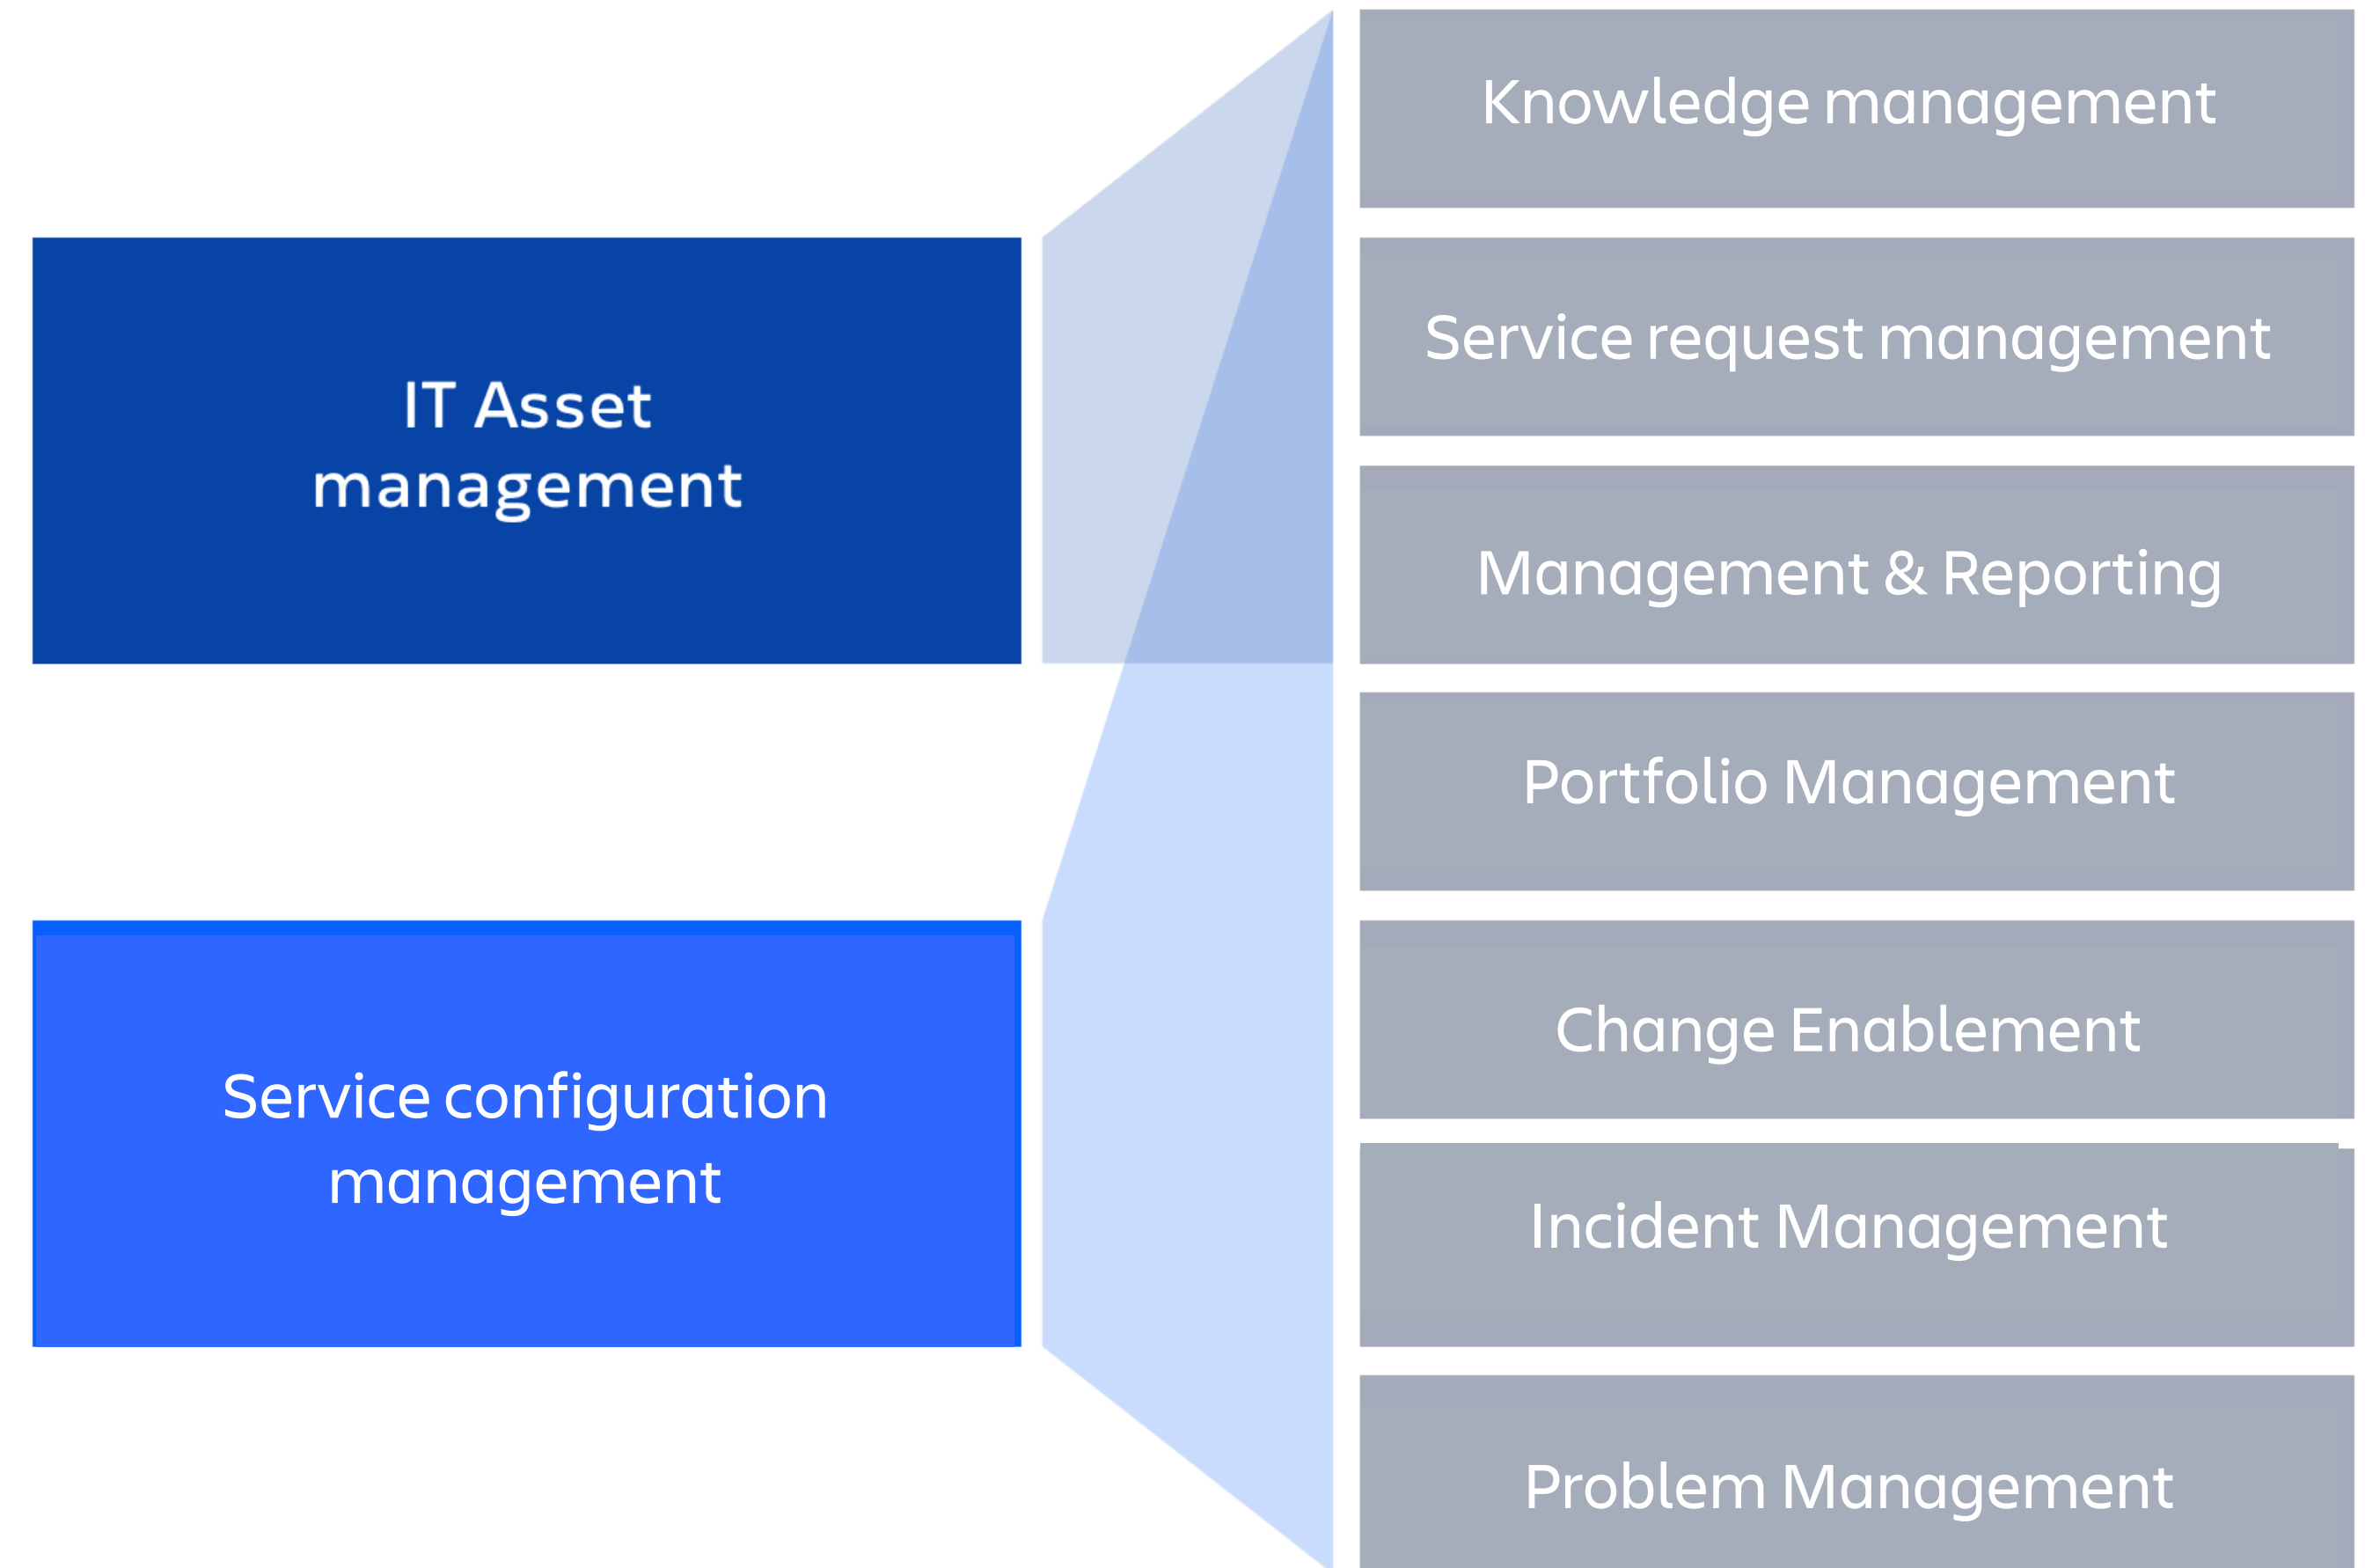 IT Asset
management
Service configuration
management
Knowledge management
Service request management
Management & Reporting
Portfolio Management
Change Enablement
Incident Management
Problem Management